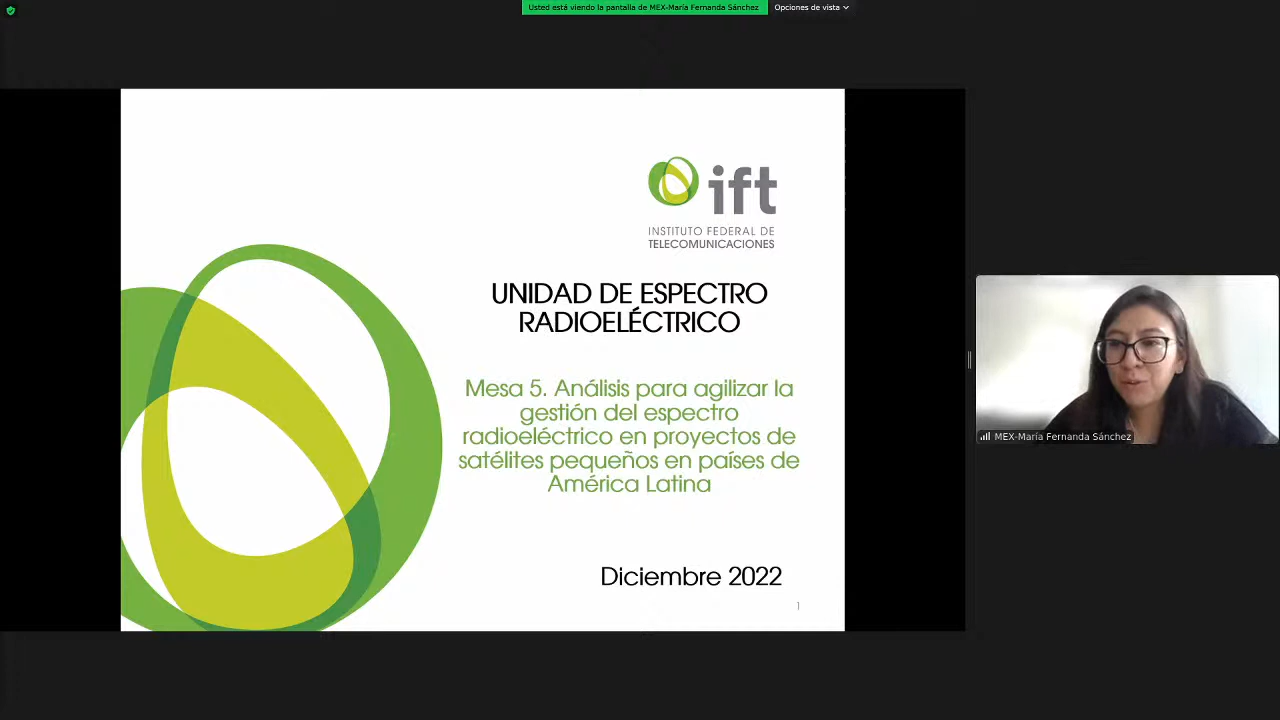 Usted está viendo la pantalla de MEX-María Fernanda Sánchez
Opciones de vista
ift
INSTITUTO FEDERAL DE
TELECOMUNICACIONES
UNIDAD DE ESPECTRO
RADIOELÉCTRICO
Mesa 5. Análisis para agilizar la
gestión del espectro
radioeléctrico en proyectos de
satélites pequeños en países de
América Latina
Diciembre 2022
1
MEX-María Fernanda Sánchez